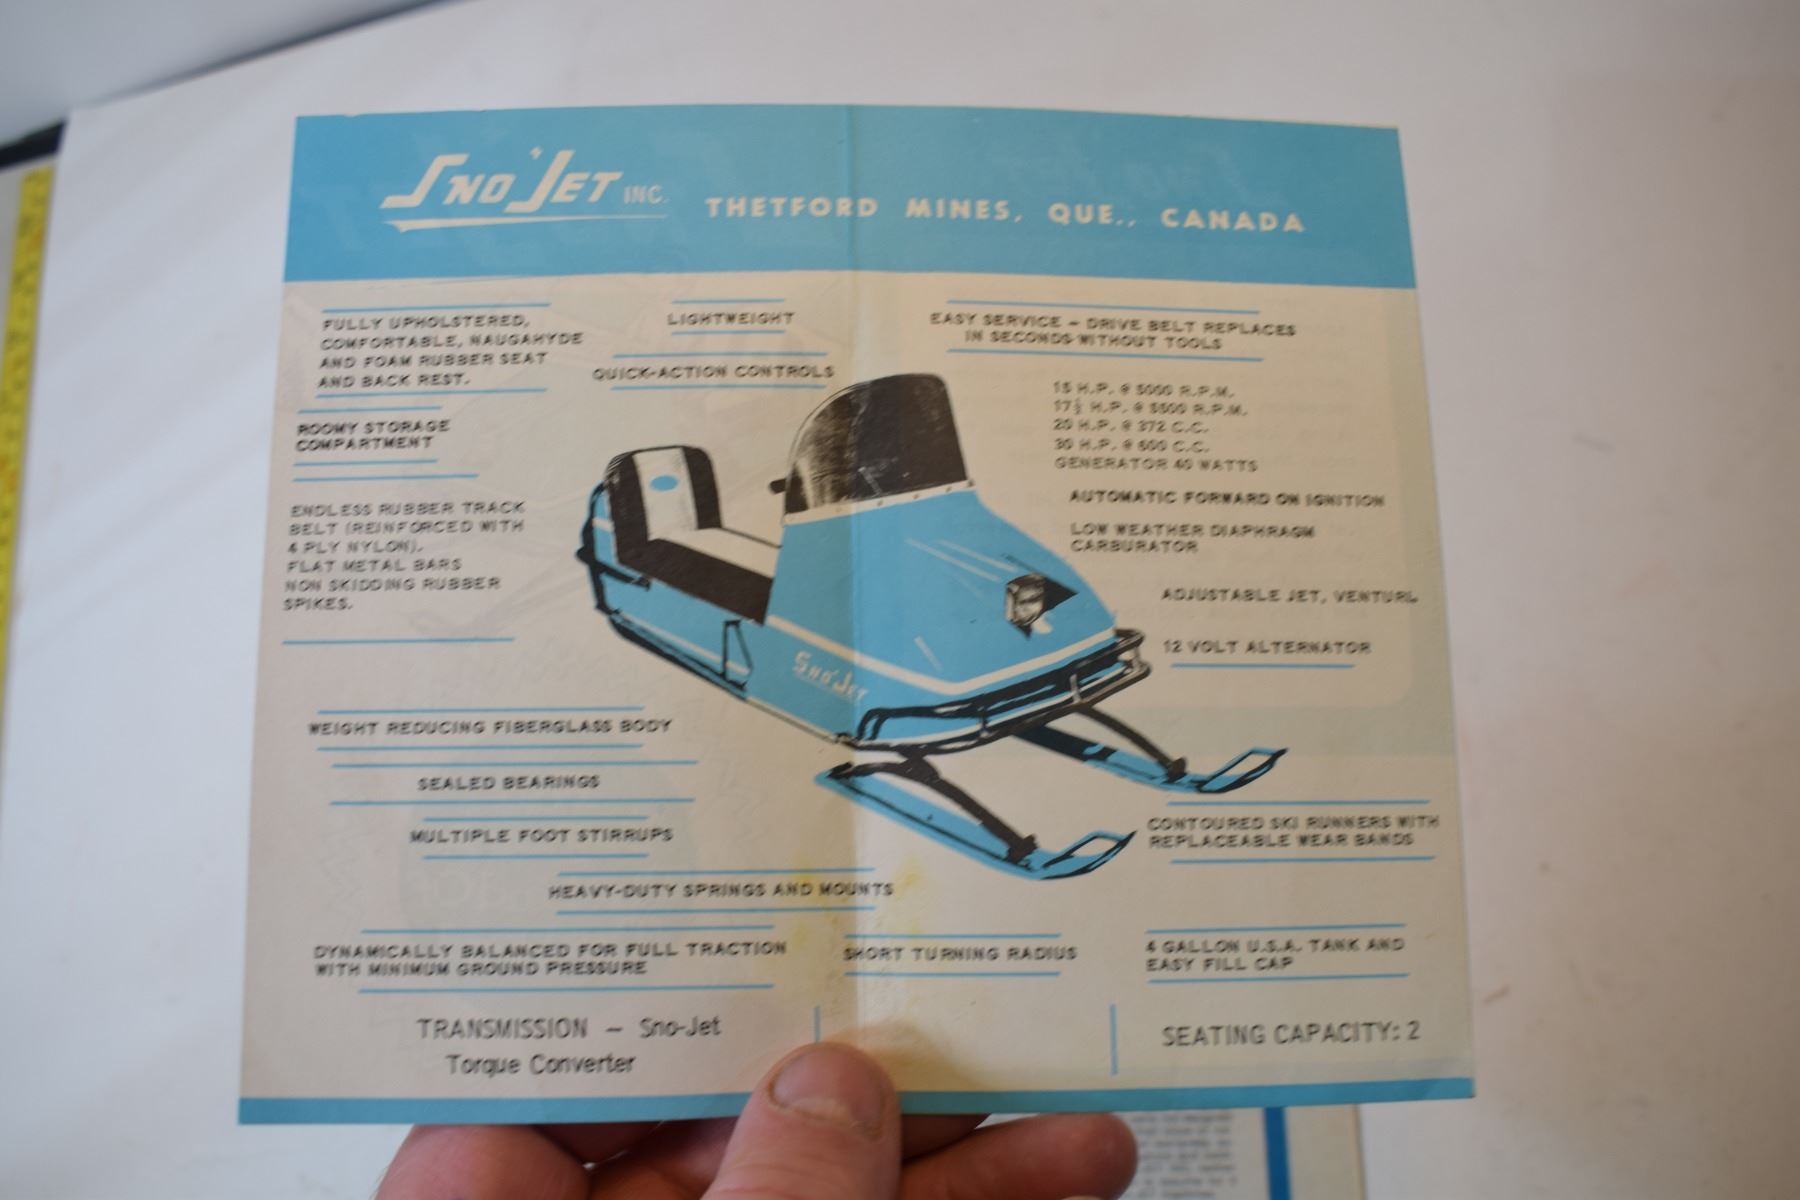 SNO'JET INC. THETFORD MINES, QUE., CANADA
FULLY UPHOLSTERED,
COMFORTABLE, NAUGAHYDE
AND FOAM RUBBER SEAT
AND BACK REST.
LIGHTWEIGHT
QUICK-ACTION CONTROLS
EASY SERVICE – DRIVE BELT REPLACES
IN SECONDS WITHOUT TOOLS
ROOMY STORAGE
COMPARTMENT
15 H.P. @ 5000 R.P.M.
17½ H.P. @ 5500 R.P.M.
20 H.P. @ 372 C.C.
30 H.P. @ 600 C.C.
GENERATOR 40 WATTS
AUTOMATIC FORWARD ON IGNITION
LOW WEATHER DIAPHRAGM
CARBURATOR
ENDLESS RUBBER TRACK
BELT (REINFORCED WITH
4 PLY NYLON).
FLAT METAL BARS
NON SKIDDING RUBBER
SPIKES.
ADJUSTABLE JET, VENTURI.
12 VOLT ALTERNATOR
SNO'JET
WEIGHT REDUCING FIBERGLASS BODY
SEALED BEARINGS
MULTIPLE FOOT STIRRUPS
CONTOURED SKI RUNNERS WITH
REPLACEABLE WEAR BANDS
HEAVY-DUTY SPRINGS AND MOUNTS
DYNAMICALLY BALANCED FOR FULL TRACTION
WITH MINIMUM GROUND PRESSURE
SHORT TURNING RADIUS
4 GALLON U.S.A. TANK AND
EASY FILL CAP
TRANSMISSION – Sno-Jet
Torque Converter
SEATING CAPACITY: 2